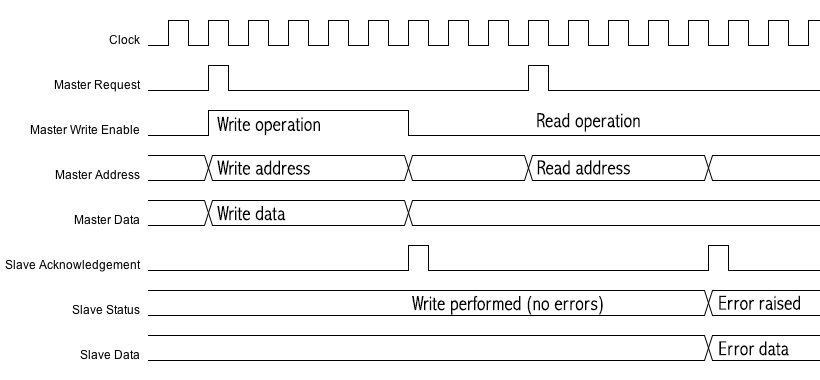 Clock
Master Request
Master Write Enable Write operation Read operation
Master Address Write address Read address
Master Data Write data
Slave Acknowledgement
Slave Status Write performed (no errors) Error raised
Slave Data Error data